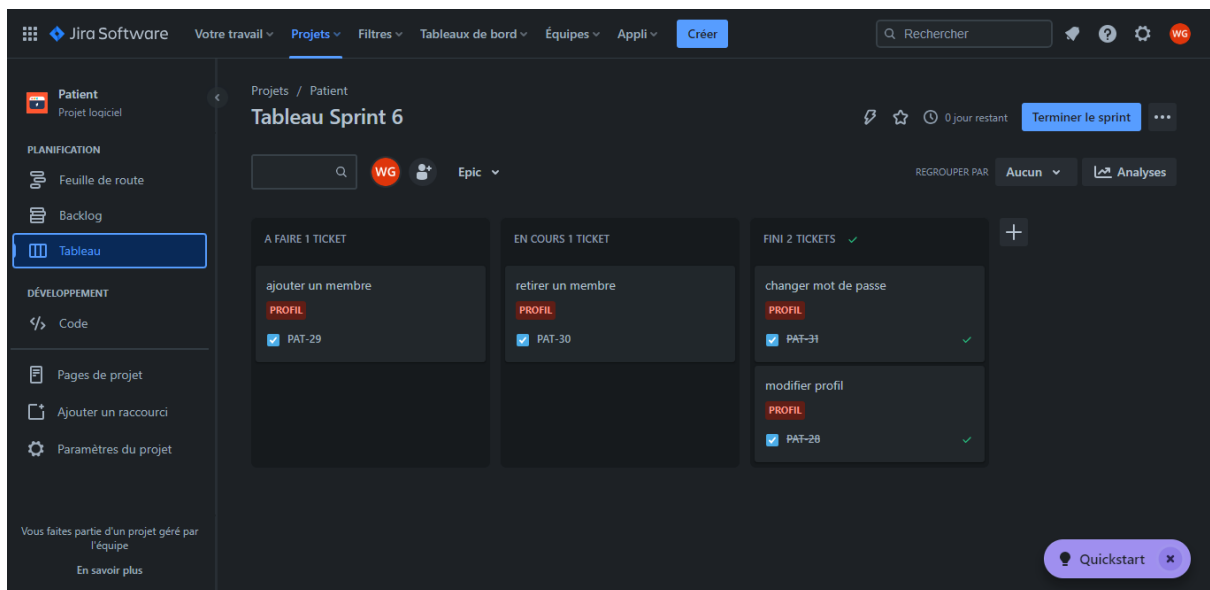 Jira Software Votre travail Projets Filtres Tableaux de bord Équipes Appli Créer Rechercher WG
Patient
Projet logiciel
PLANIFICATION
Feuille de route
Backlog
Tableau
DÉVELOPPEMENT
Code
Pages de projet
Ajouter un raccourci
Paramètres du projet
Vous faites partie d'un projet géré par
l'équipe
En savoir plus
Projets / Patient
Tableau Sprint 6
0 jour restant Terminer le sprint
WG Epic REGROUPER PAR Aucun Analyses
A FAIRE 1 TICKET
ajouter un membre
PROFIL
PAT-29
EN COURS 1 TICKET
retirer un membre
PROFIL
PAT-30
FINI 2 TICKETS
changer mot de passe
PROFIL
PAT-31
modifier profil
PROFIL
PAT-28
Quickstart